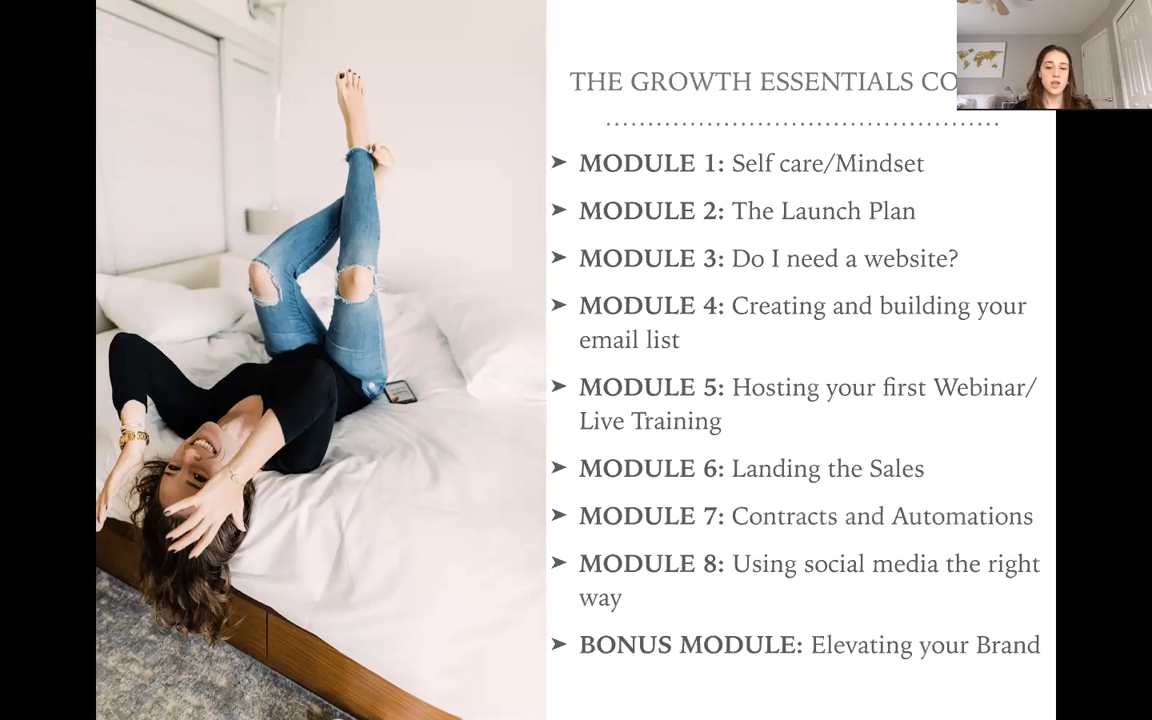 THE GROWTH ESSENTIALS
MODULE 1: Self care/Mindset
MODULE 2: The Launch Plan
MODULE 3: Do I need a website?
MODULE 4: Creating and building your
email list
MODULE 5: Hosting your first Webinar/
Live Training
MODULE 6: Landing the Sales
MODULE 7: Contracts and Automations
MODULE 8: Using social media the right
way
BONUS MODULE: Elevating your Brand